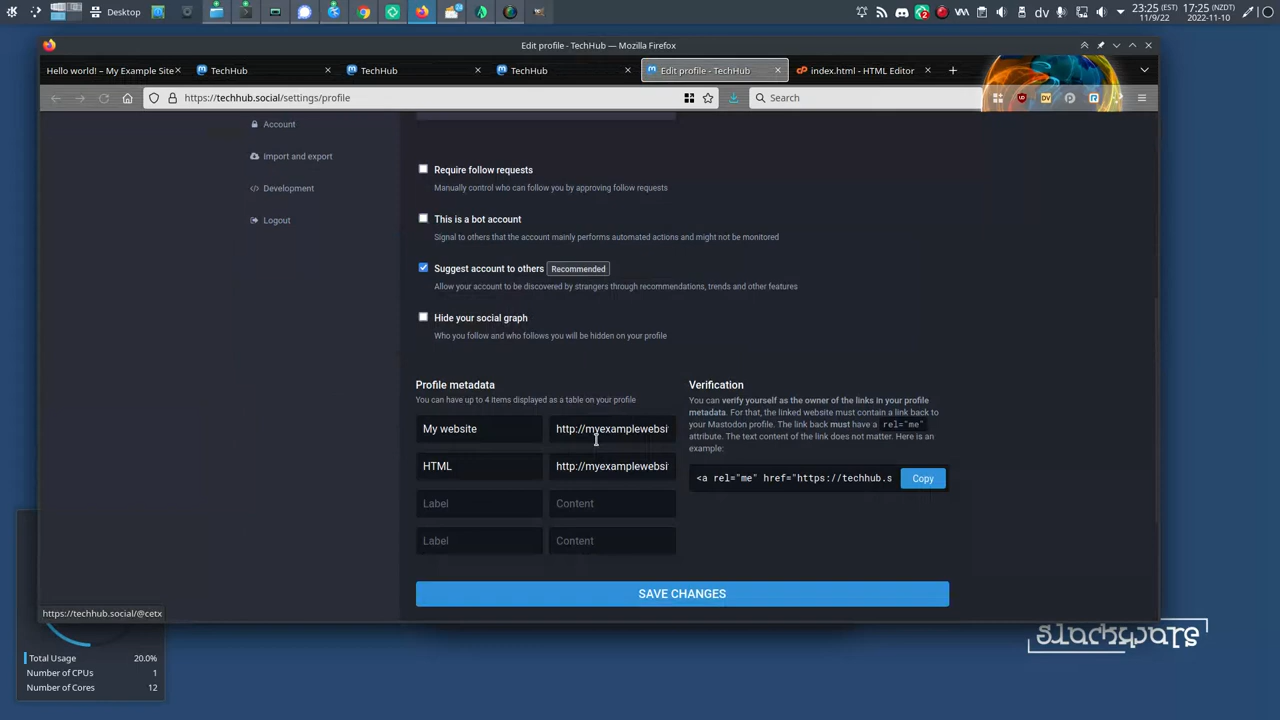 Desktop
dv
23:25 (EST)
11/9/22
17:25 (NZDT)
2022-11-10
Edit profile - TechHub — Mozilla Firefox
Hello world! – My Example Site
TechHub
TechHub
TechHub
Edit profile - TechHub
index.html - HTML Editor
https://techhub.social/settings/profile
Search
Account
Import and export
Development
Logout
Require follow requests
Manually control who can follow you by approving follow requests
This is a bot account
Signal to others that the account mainly performs automated actions and might not be monitored
Suggest account to others Recommended
Allow your account to be discovered by strangers through recommendations, trends and other features
Hide your social graph
Who you follow and who follows you will be hidden on your profile
Profile metadata
You can have up to 4 items displayed as a table on your profile
My website http://myexamplewebsi
HTML http://myexamplewebsi
Label Content
Label Content
Verification
You can verify yourself as the owner of the links in your profile
metadata. For that, the linked website must contain a link back to
your Mastodon profile. The link back must have a rel="me"
attribute. The text content of the link does not matter. Here is an
example:
<a rel="me" href="https://techhub.s Copy
SAVE CHANGES
https://techhub.social/@cetx
Total Usage 20.0%
Number of CPUs 1
Number of Cores 12
slackware